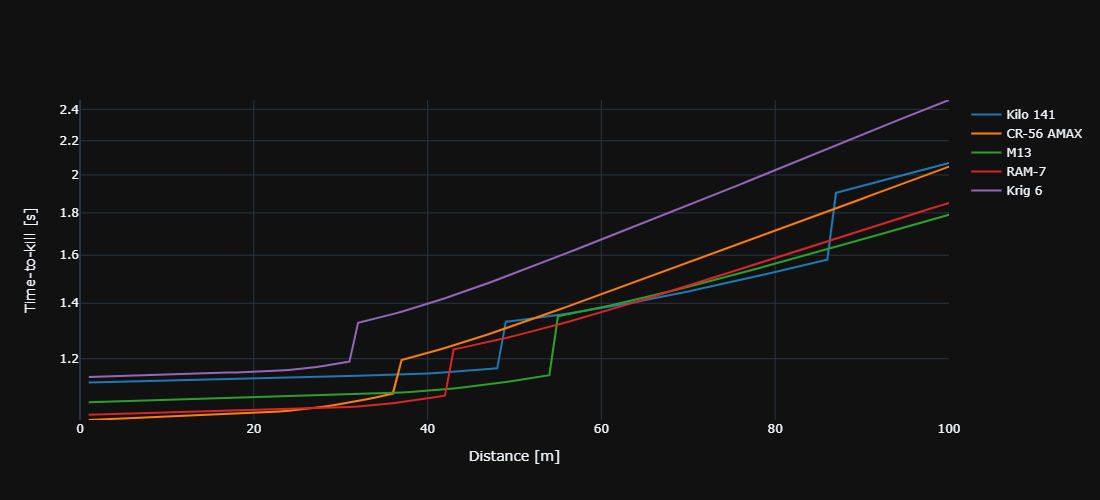 2.4
2.2
2
1.8
1.6
1.4
1.2
Time-to-kill [s]
0 20 40 60 80 100
Distance [m]
Kilo 141
CR-56 AMAX
M13
RAM-7
Krig 6